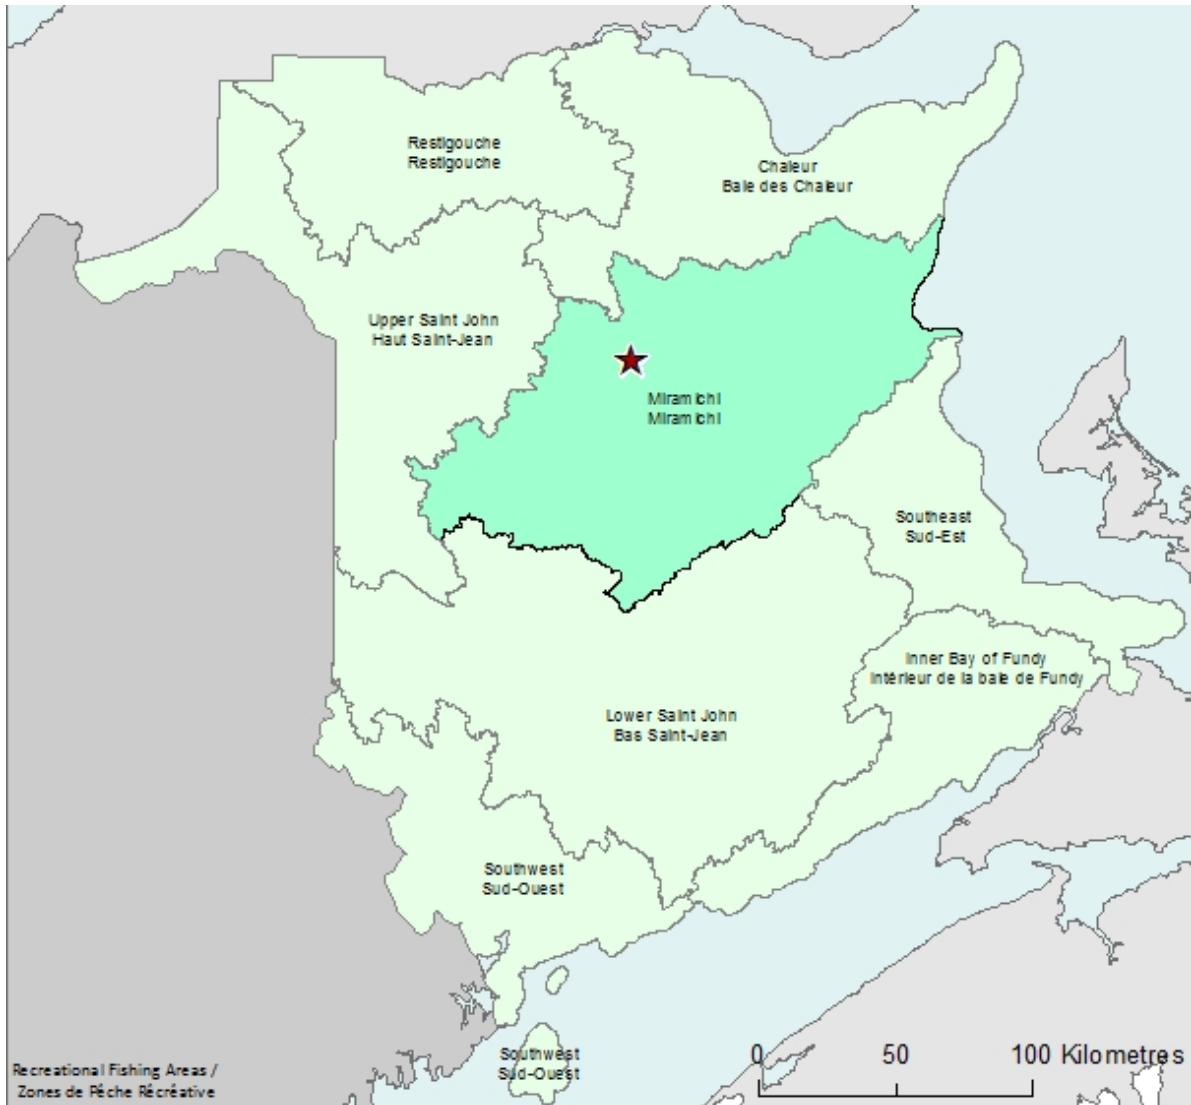 Restigouche
Restigouche
Chaleur
Baie des Chaleur
Upper Saint John
Haut Saint-Jean
Miramichi
Miramichi
Southeast
Sud-Est
Inner Bay of Fundy
Intérieur de la baie de Fundy
Lower Saint John
Bas Saint-Jean
Southwest
Sud-Ouest
Southwest
Sud-Ouest
0 50 100 Kilometres
Recreational Fishing Areas /
Zones de Pêche Récréative